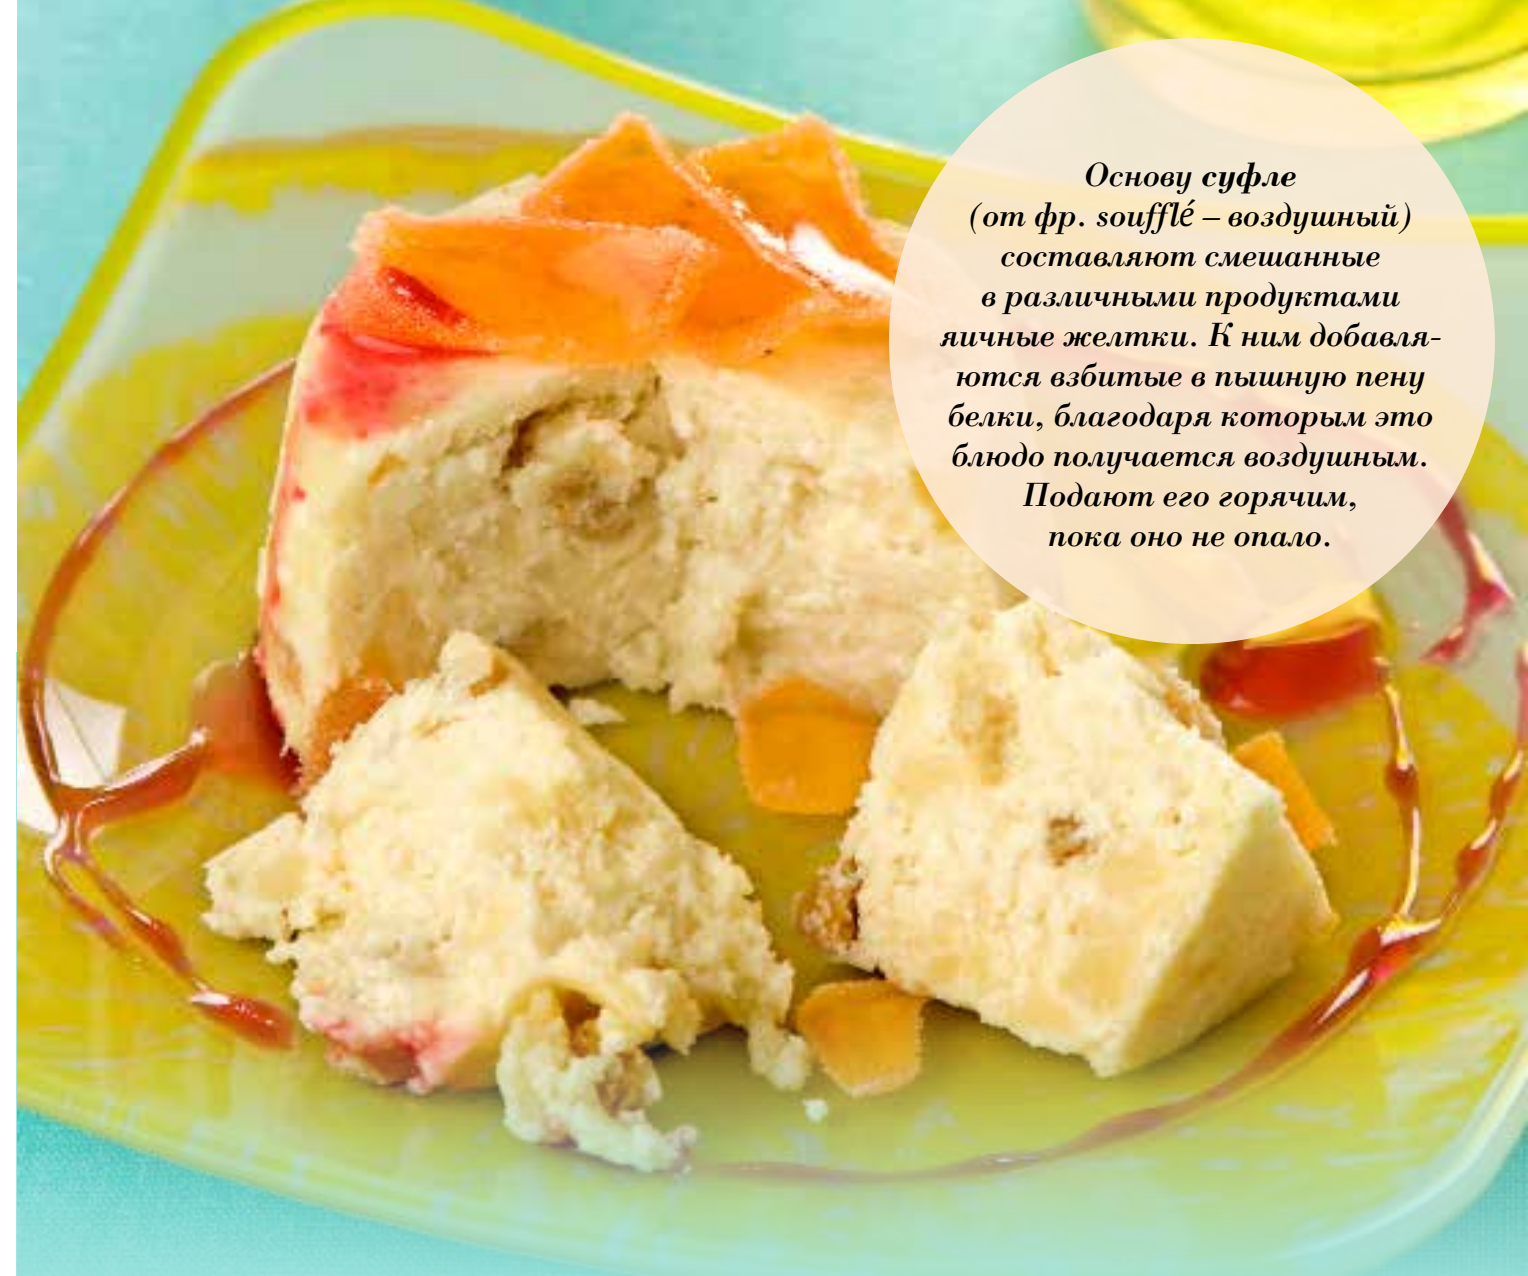 Основу суфле
(от фр. soufflé – воздушный)
составляют смешанные
в различными продуктами
яичные желтки. К ним добавля-
ются взбитые в пышную пену
белки, благодаря которым это
блюдо получается воздушным.
Подают его горячим,
пока оно не опало.